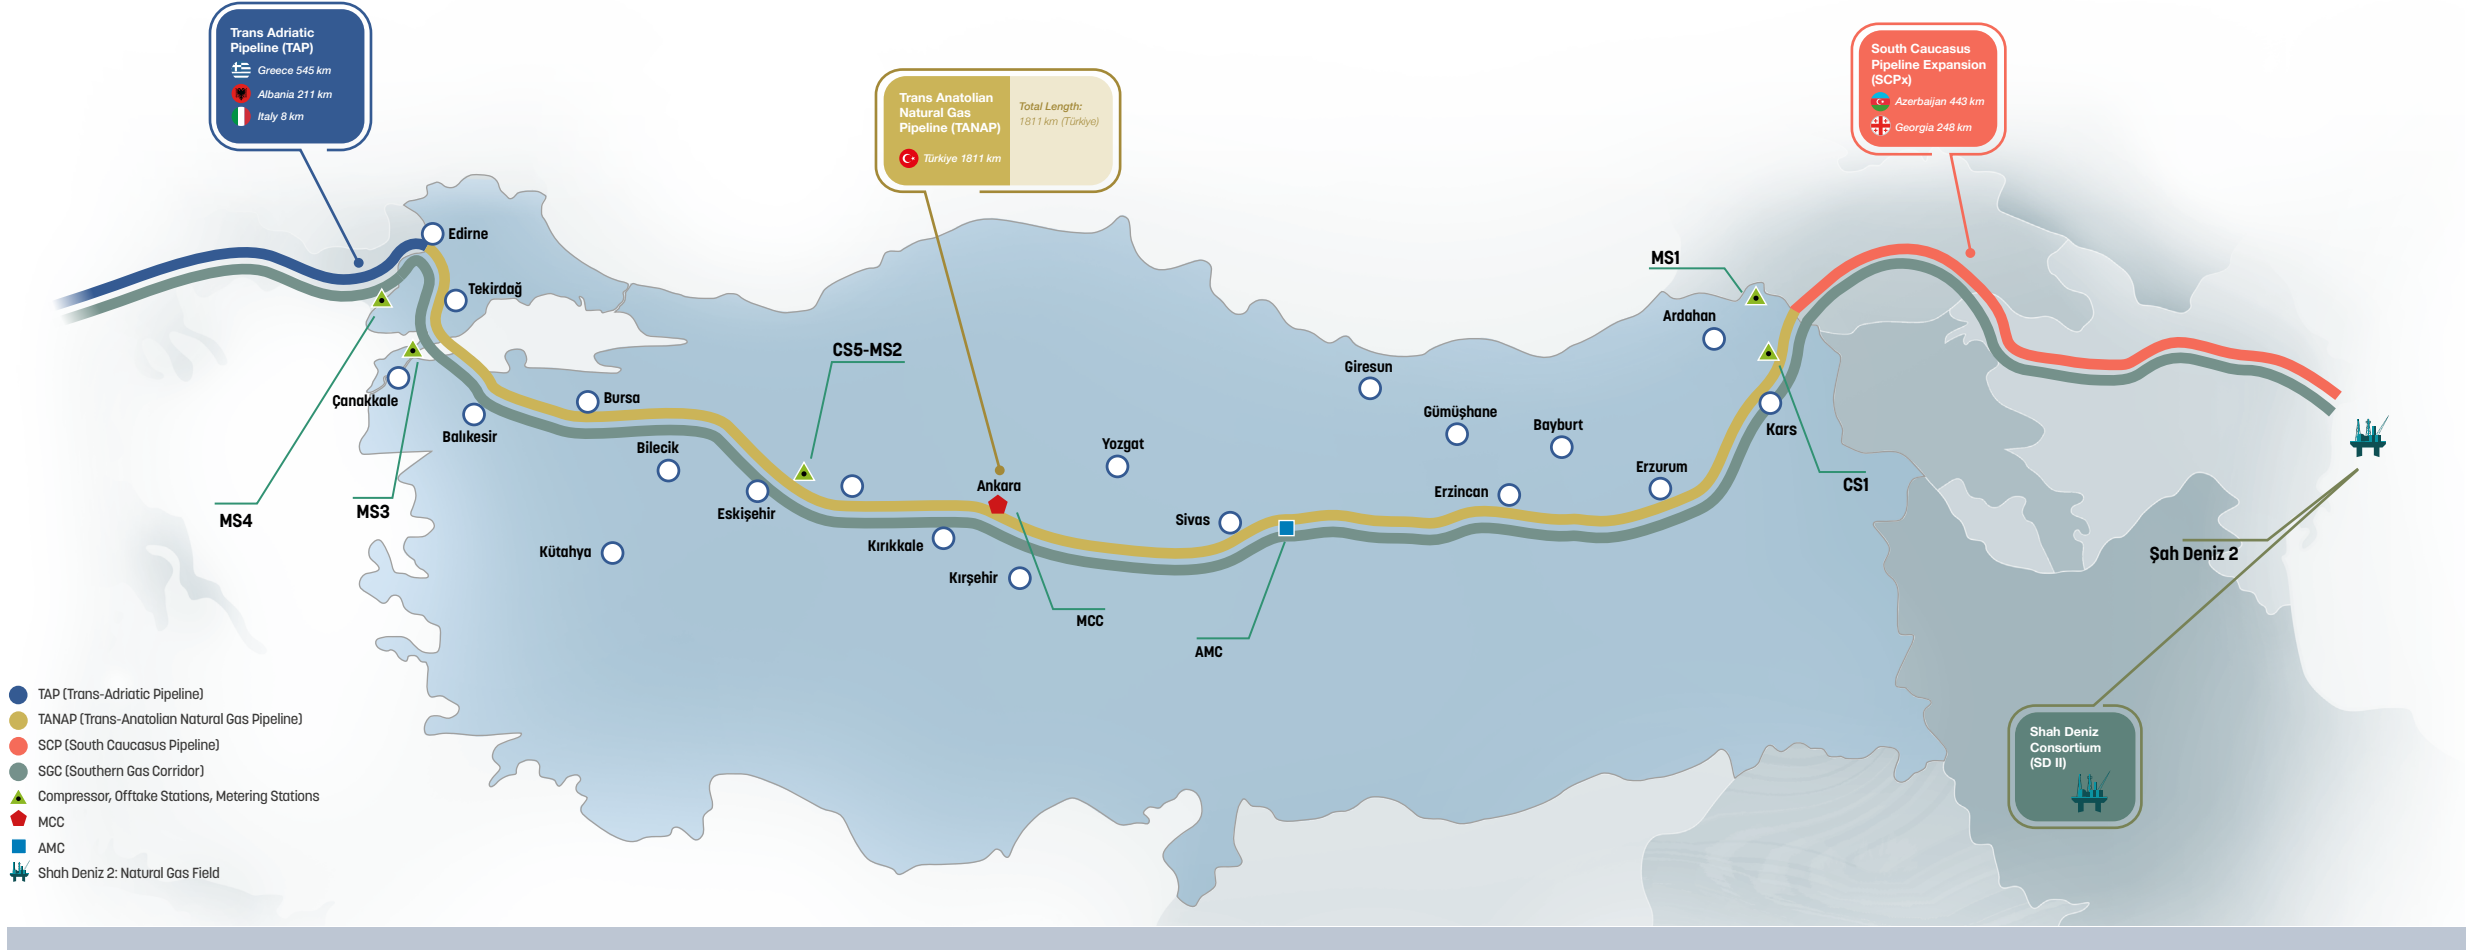 Trans Adriatic
Pipeline (TAP)
Greece 545 km
Albania 211 km
Italy 8 km
Trans Anatolian
Natural Gas
Pipeline (TANAP)
Türkiye 1811 km
Total Length:
1811 km (Türkiye)
South Caucasus
Pipeline Expansion
(SCPx)
Azerbaijan 443 km
Georgia 248 km
Edirne
Tekirdağ
MS1
Ardahan
CS5-MS2
Giresun
Çanakkale
Bursa
Gümüşhane
Bayburt
Kars
Balıkesir
Bilecik
Yozgat
Erzurum
Ankara
Erzincan
CS1
MS4
MS3
Eskişehir
Sivas
Kütahya
Kırıkkale
Şah Deniz 2
Kırşehir
MCC
AMC
TAP (Trans-Adriatic Pipeline)
TANAP (Trans-Anatolian Natural Gas Pipeline)
SCP (South Caucasus Pipeline)
SGC (Southern Gas Corridor)
Compressor, Offtake Stations, Metering Stations
MCC
AMC
Shah Deniz 2: Natural Gas Field
Shah Deniz
Consortium
(SD II)